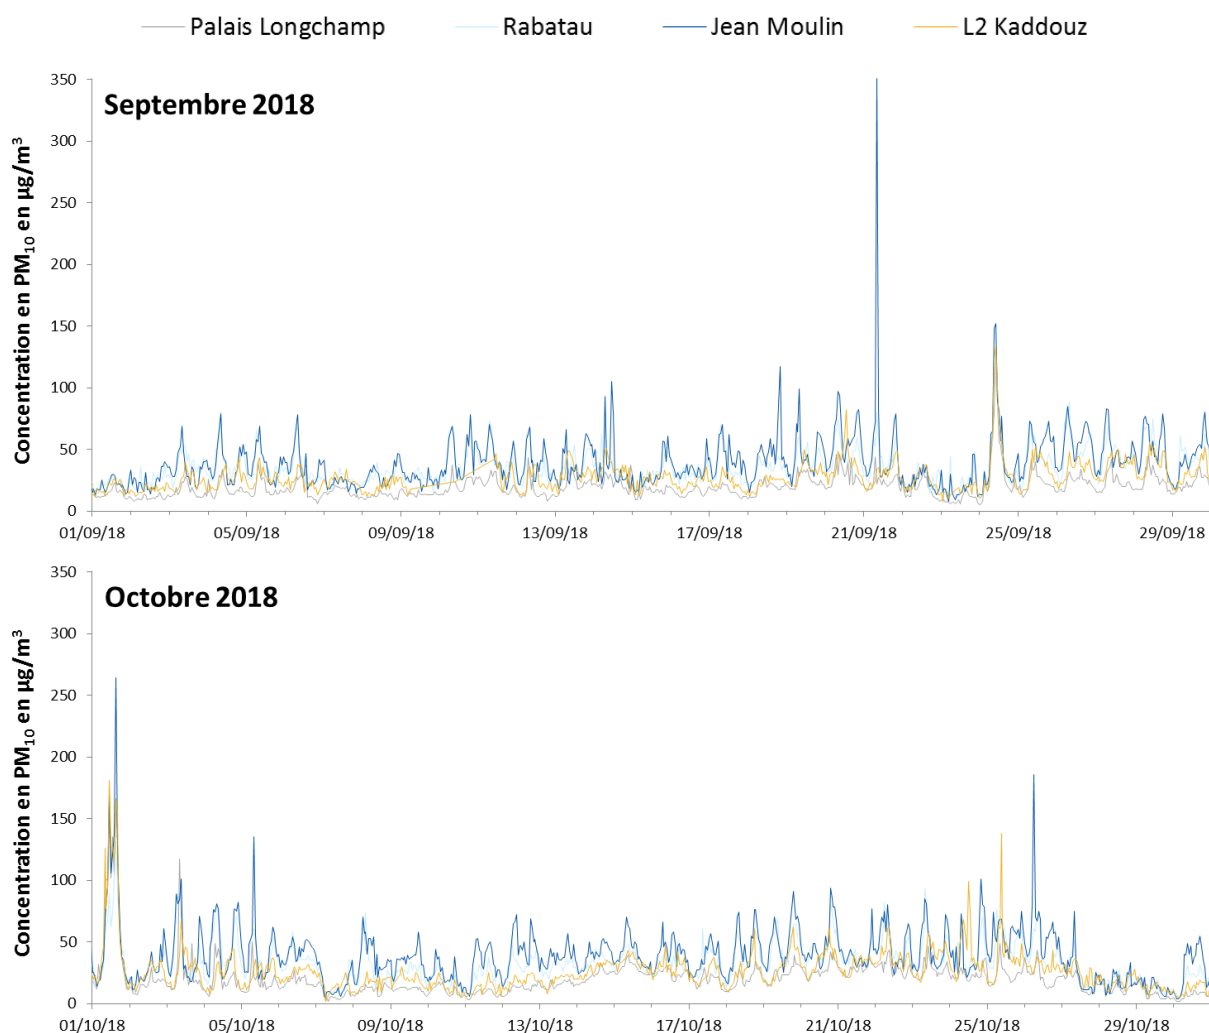 Palais Longchamp Rabatau Jean Moulin L2 Kaddouz
Septembre 2018
Concentration en PM10 en µg/m³
350
300
250
200
150
100
50
0
01/09/18 05/09/18 09/09/18 13/09/18 17/09/18 21/09/18 25/09/18 29/09/18
Octobre 2018
Concentration en PM10 en µg/m³
350
300
250
200
150
100
50
0
01/10/18 05/10/18 09/10/18 13/10/18 17/10/18 21/10/18 25/10/18 29/10/18